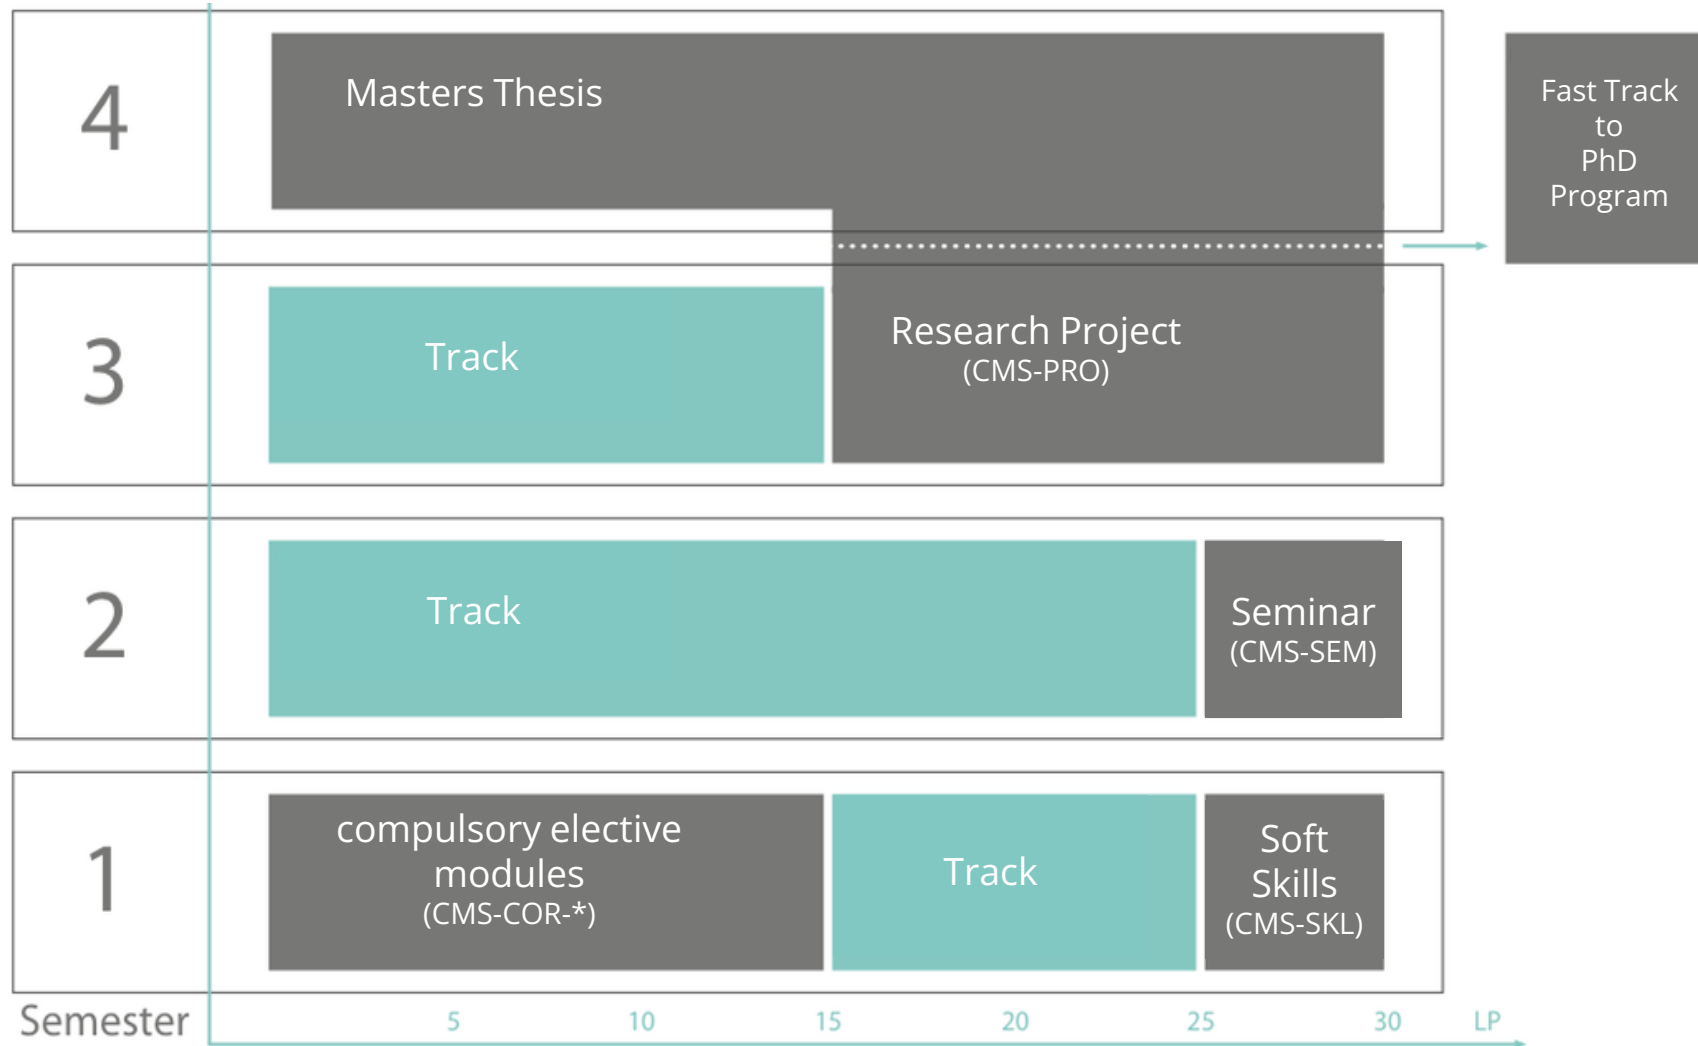 4
Masters Thesis
Fast Track
to
PhD
Program
3
Track
Research Project
(CMS-PRO)
2
Track
Seminar
(CMS-SEM)
1
compulsory elective
modules
(CMS-COR-*)
Track
Soft
Skills
(CMS-SKL)
Semester
5 10 15 20 25 30 LP